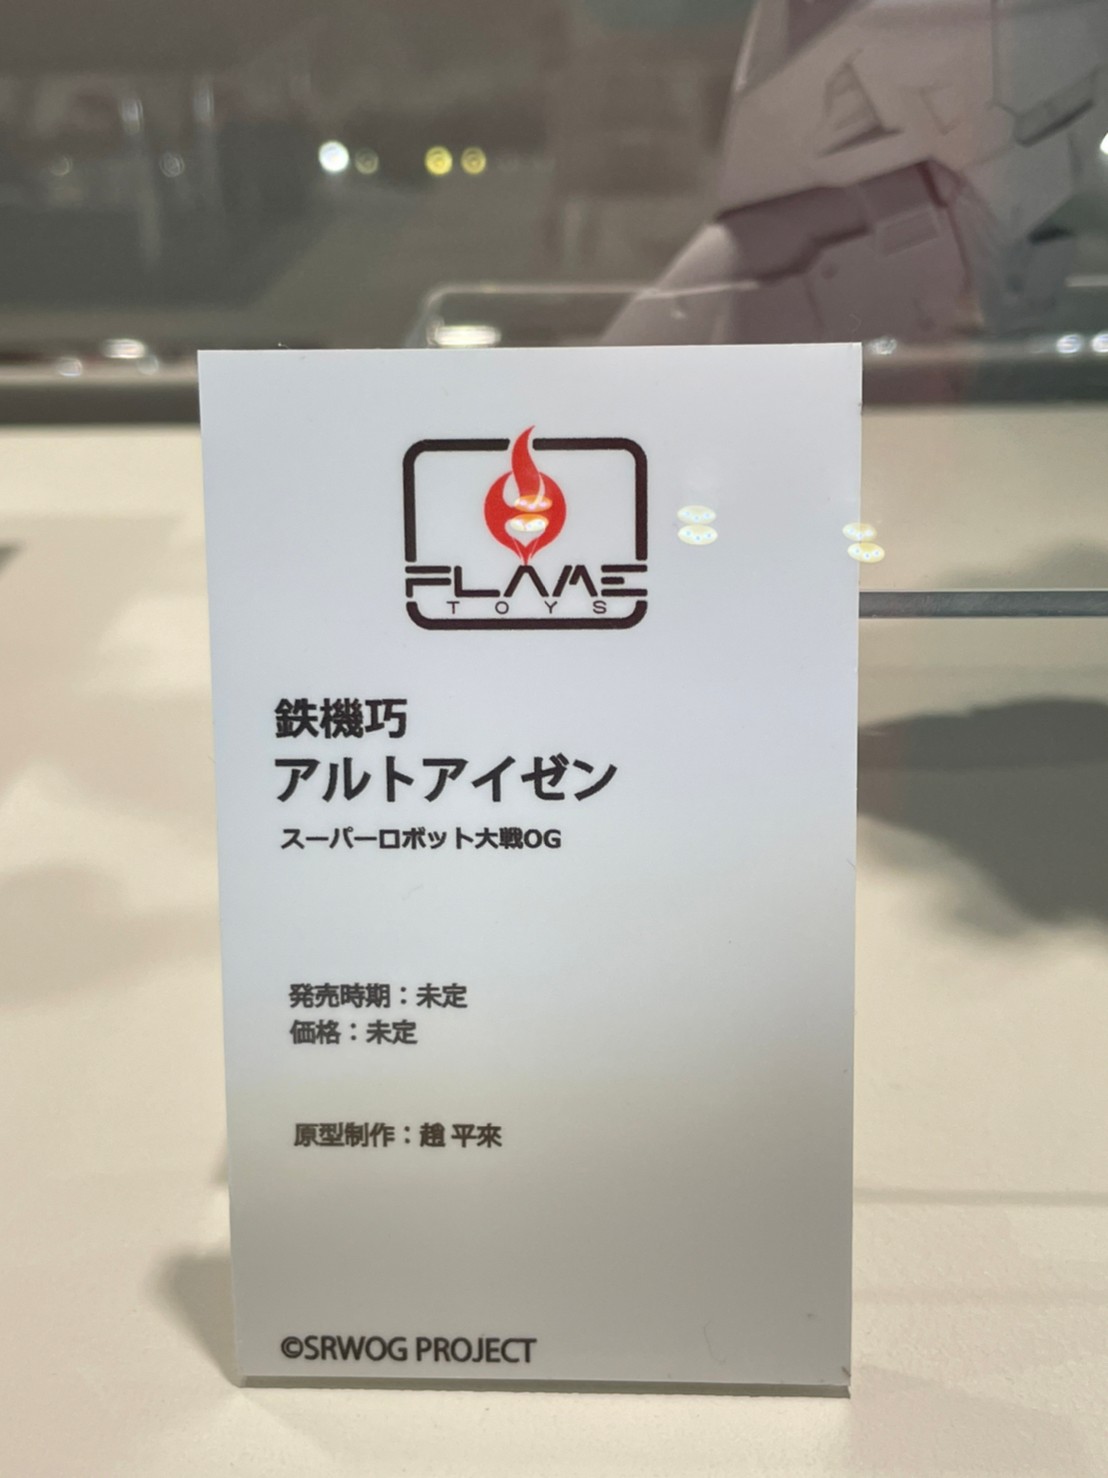 FLAME
TOYS
鉄機巧
アルトアイゼン
スーパーロボット大戦OG
発売時期：未定
価格：未定
原型制作：趙 平來
©SRWOG PROJECT